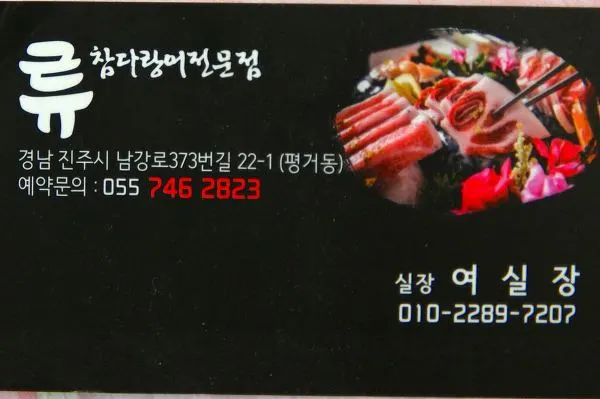 류 참다랑어전문점
경남 진주시 남강로373번길 22-1 (평거동)
예약문의 : 055 746 2823
실장 여 실 장
010-2289-7207